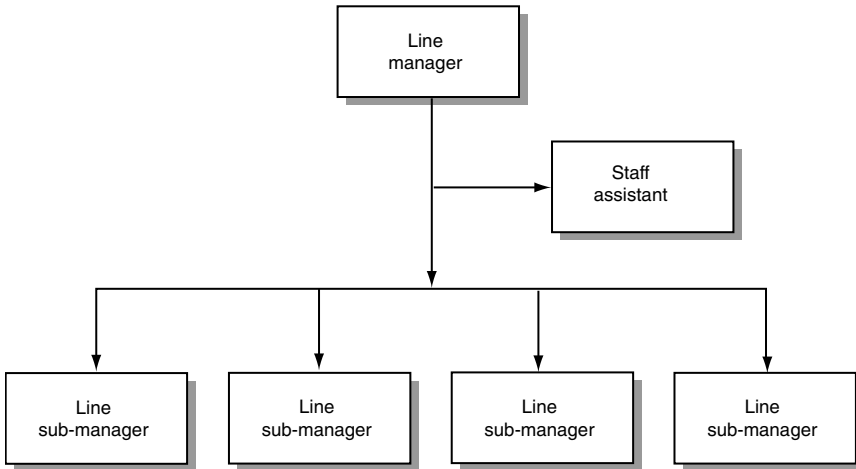 Line
manager
Staff
assistant
Line
sub-manager
Line
sub-manager
Line
sub-manager
Line
sub-manager